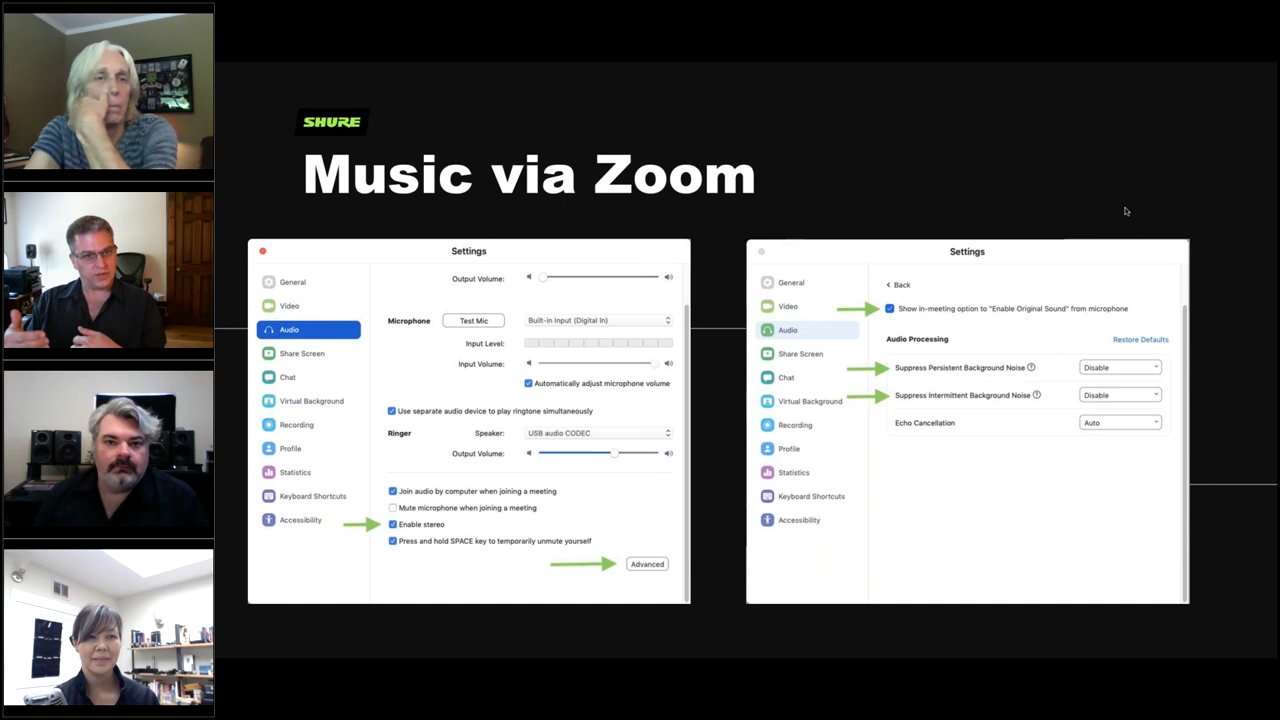 SHURE
Music via Zoom
Settings
General
Video
Audio
Share Screen
Chat
Virtual Background
Recording
Profile
Statistics
Keyboard Shortcuts
Accessibility
Output Volume:
Microphone
Test Mic
Built-in Input (Digital In)
Input Level:
Input Volume:
Automatically adjust microphone volume
Use separate audio device to play ringtone simultaneously
Ringer
Speaker:
USB audio CODEC
Output Volume:
Join audio by computer when joining a meeting
Mute microphone when joining a meeting
Enable stereo
Press and hold SPACE key to temporarily unmute yourself
Advanced
Settings
General
Video
Audio
Share Screen
Chat
Virtual Background
Recording
Profile
Statistics
Keyboard Shortcuts
Accessibility
< Back
Show in-meeting option to "Enable Original Sound" from microphone
Audio Processing
Restore Defaults
Suppress Persistent Background Noise ?
Disable
Suppress Intermittent Background Noise ?
Disable
Echo Cancellation
Auto